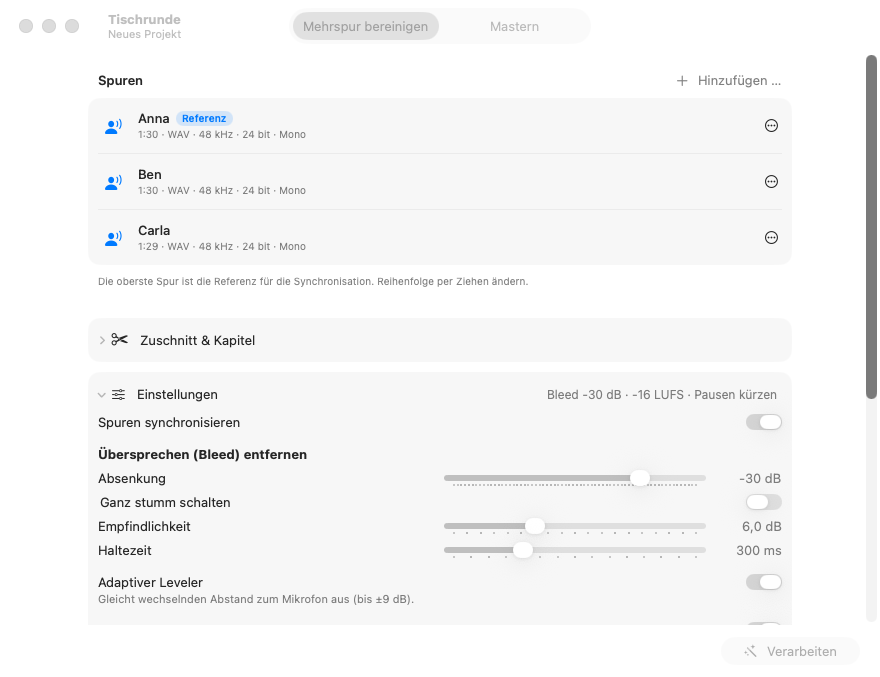 Tischrunde
Neues Projekt
Mehrspur bereinigen
Mastern
Spuren
Hinzufügen ...
Anna Referenz
1:30 · WAV · 48 kHz · 24 bit · Mono
Ben
1:30 · WAV · 48 kHz · 24 bit · Mono
Carla
1:29 · WAV · 48 kHz · 24 bit · Mono
Die oberste Spur ist die Referenz für die Synchronisation. Reihenfolge per Ziehen ändern.
Zuschnitt & Kapitel
Einstellungen
Bleed -30 dB · -16 LUFS · Pausen kürzen
Spuren synchronisieren
Übersprechen (Bleed) entfernen
Absenkung
-30 dB
Ganz stumm schalten
Empfindlichkeit
6,0 dB
Haltezeit
300 ms
Adaptiver Leveler
Gleicht wechselnden Abstand zum Mikrofon aus (bis ±9 dB).
Verarbeiten